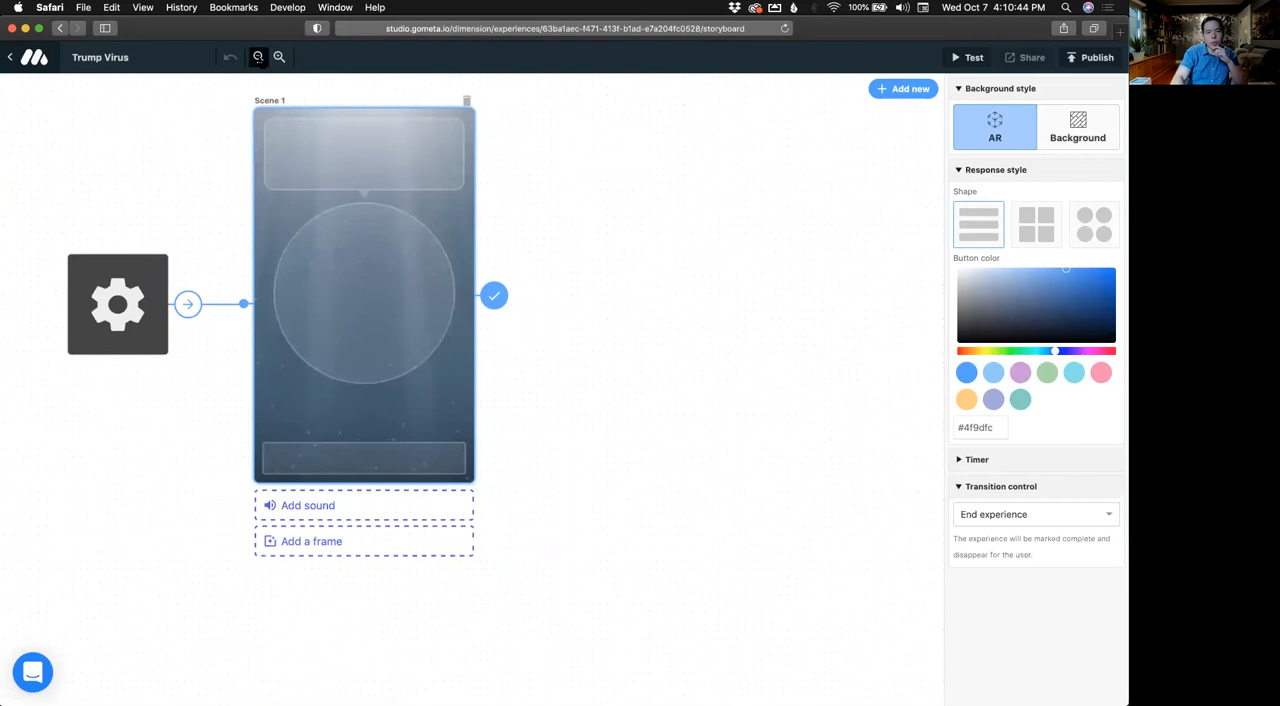 Safari File Edit View History Bookmarks Develop Window Help
100% Wed Oct 7 4:10:44 PM
studio.gometa.io/dimension/experiences/63ba1aec-f471-413f-b1ad-e7a204fc0528/storyboard
Trump Virus
Test Share Publish
Add new
Scene 1
Add sound
Add a frame
Background style
AR Background
Response style
Shape
Button color
#4f9dfc
Timer
Transition control
End experience
The experience will be marked complete and
disappear for the user.